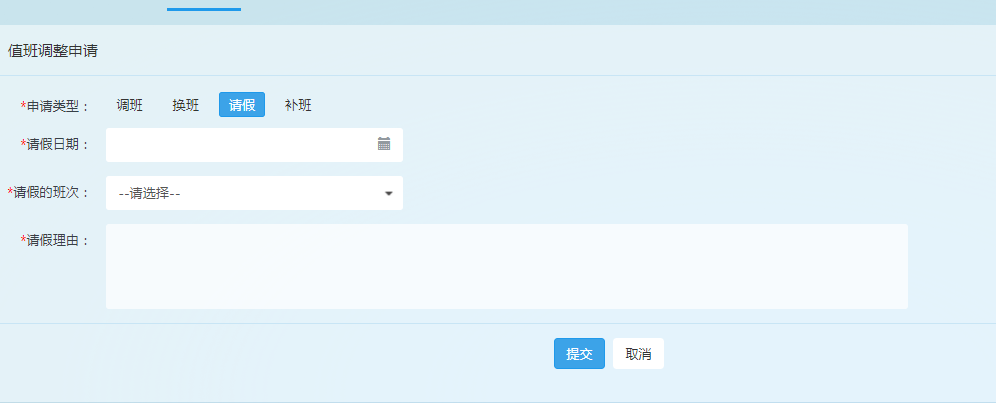 值班调整申请
*申请类型： 调班 换班 请假 补班
*请假日期：
*请假的班次： --请选择--
*请假理由：
提交 取消